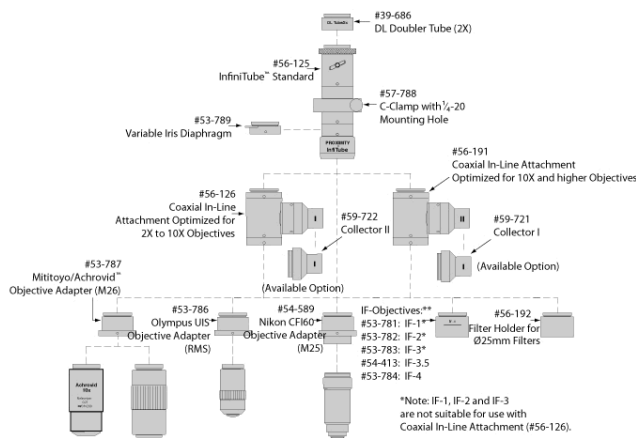 #39-686
DL Doubler Tube (2X)
#56-125
InfiniTube™ Standard
#57-788
C-Clamp with ¼-20
Mounting Hole
#53-789
Variable Iris Diaphragm
PROXIMITY
InfiTube
#56-191
Coaxial In-Line Attachment
Optimized for 10X and higher Objectives
#56-126
Coaxial In-Line
Attachment Optimized for
2X to 10X Objectives
I
II
#59-722
Collector II
#59-721
Collector I
I
I
(Available Option)
(Available Option)
#53-787
Mititoyo/Achrovid™
Objective Adapter (M26)
#53-786
Olympus UIS
Objective Adapter
(RMS)
#54-589
Nikon CFI60
Objective Adapter
(M25)
IF-Objectives:**
#53-781: IF-1*
#53-782: IF-2*
#53-783: IF-3*
#54-413: IF-3.5
#53-784: IF-4
#56-192
Filter Holder for
Ø25mm Filters
Achrovid
10x
*Note: IF-1, IF-2 and IF-3
are not suitable for use with
Coaxial In-Line Attachment (#56-126).